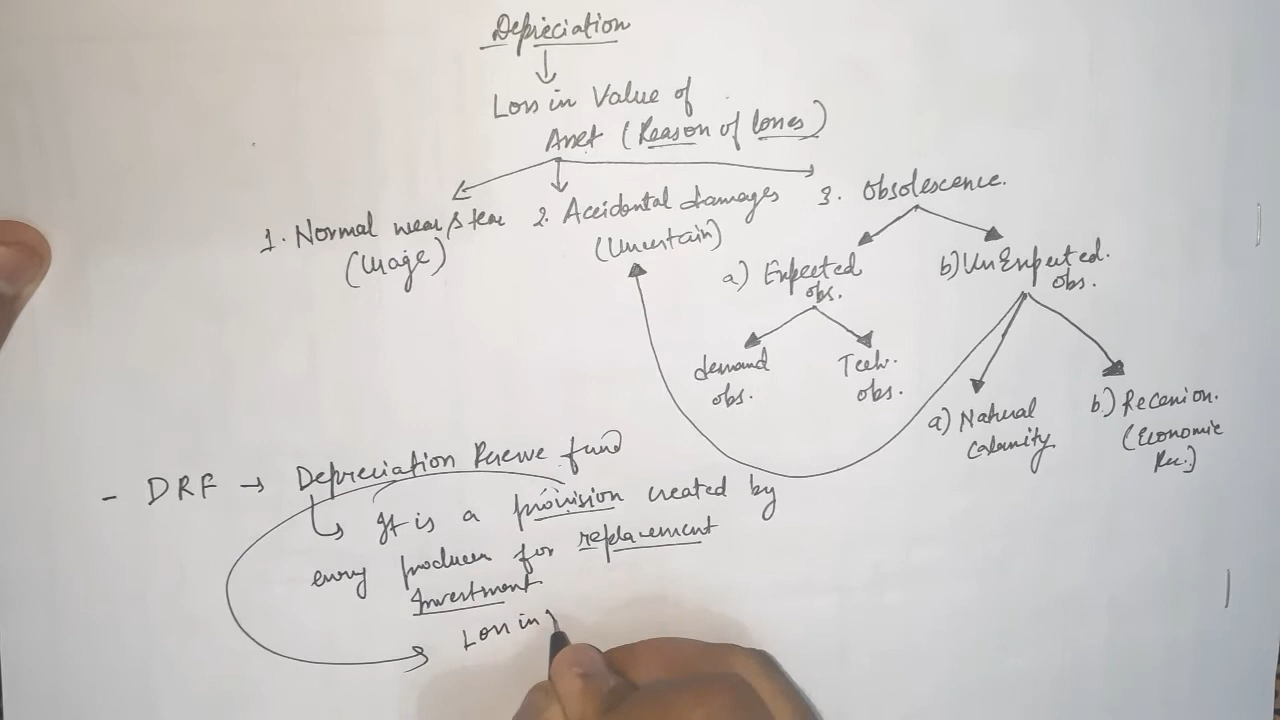 Depreciation
Loss in Value of
Asset (Reason of losses)
1. Normal wear & tear
(Usage)
2. Accidental damages
(Uncertain)
3. Obsolescence.
a) Expected
obs.
b) UnExpected.
obs.
demand
obs.
Tech.
obs.
a) Natural
Calamity
b) Recession.
(Economic
Rec.)
- DRF → Depreciation Reserve fund
It is a provision created by
every producer for replacement
Investment
Loss in